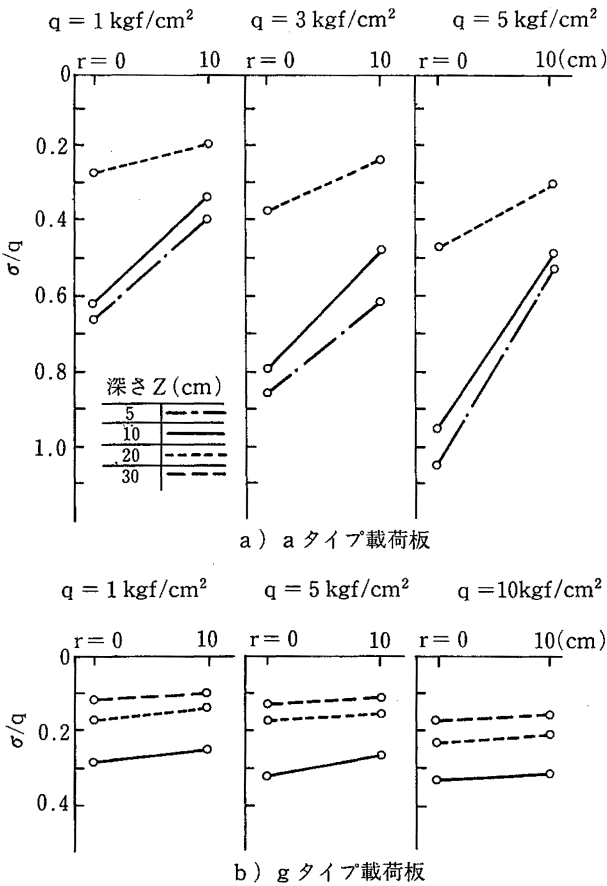 q = 1 kgf/cm² q = 3 kgf/cm² q = 5 kgf/cm²
r = 0 10 r = 0 10 r = 0 10(cm)
0
0.2
0.4
0.6
0.8
1.0
σ/q
深さ Z (cm)
5
10
20
30
a) a タイプ載荷板
q = 1 kgf/cm² q = 5 kgf/cm² q = 10kgf/cm²
r = 0 10 r = 0 10 r = 0 10(cm)
0
0.2
0.4
σ/q
b) g タイプ載荷板